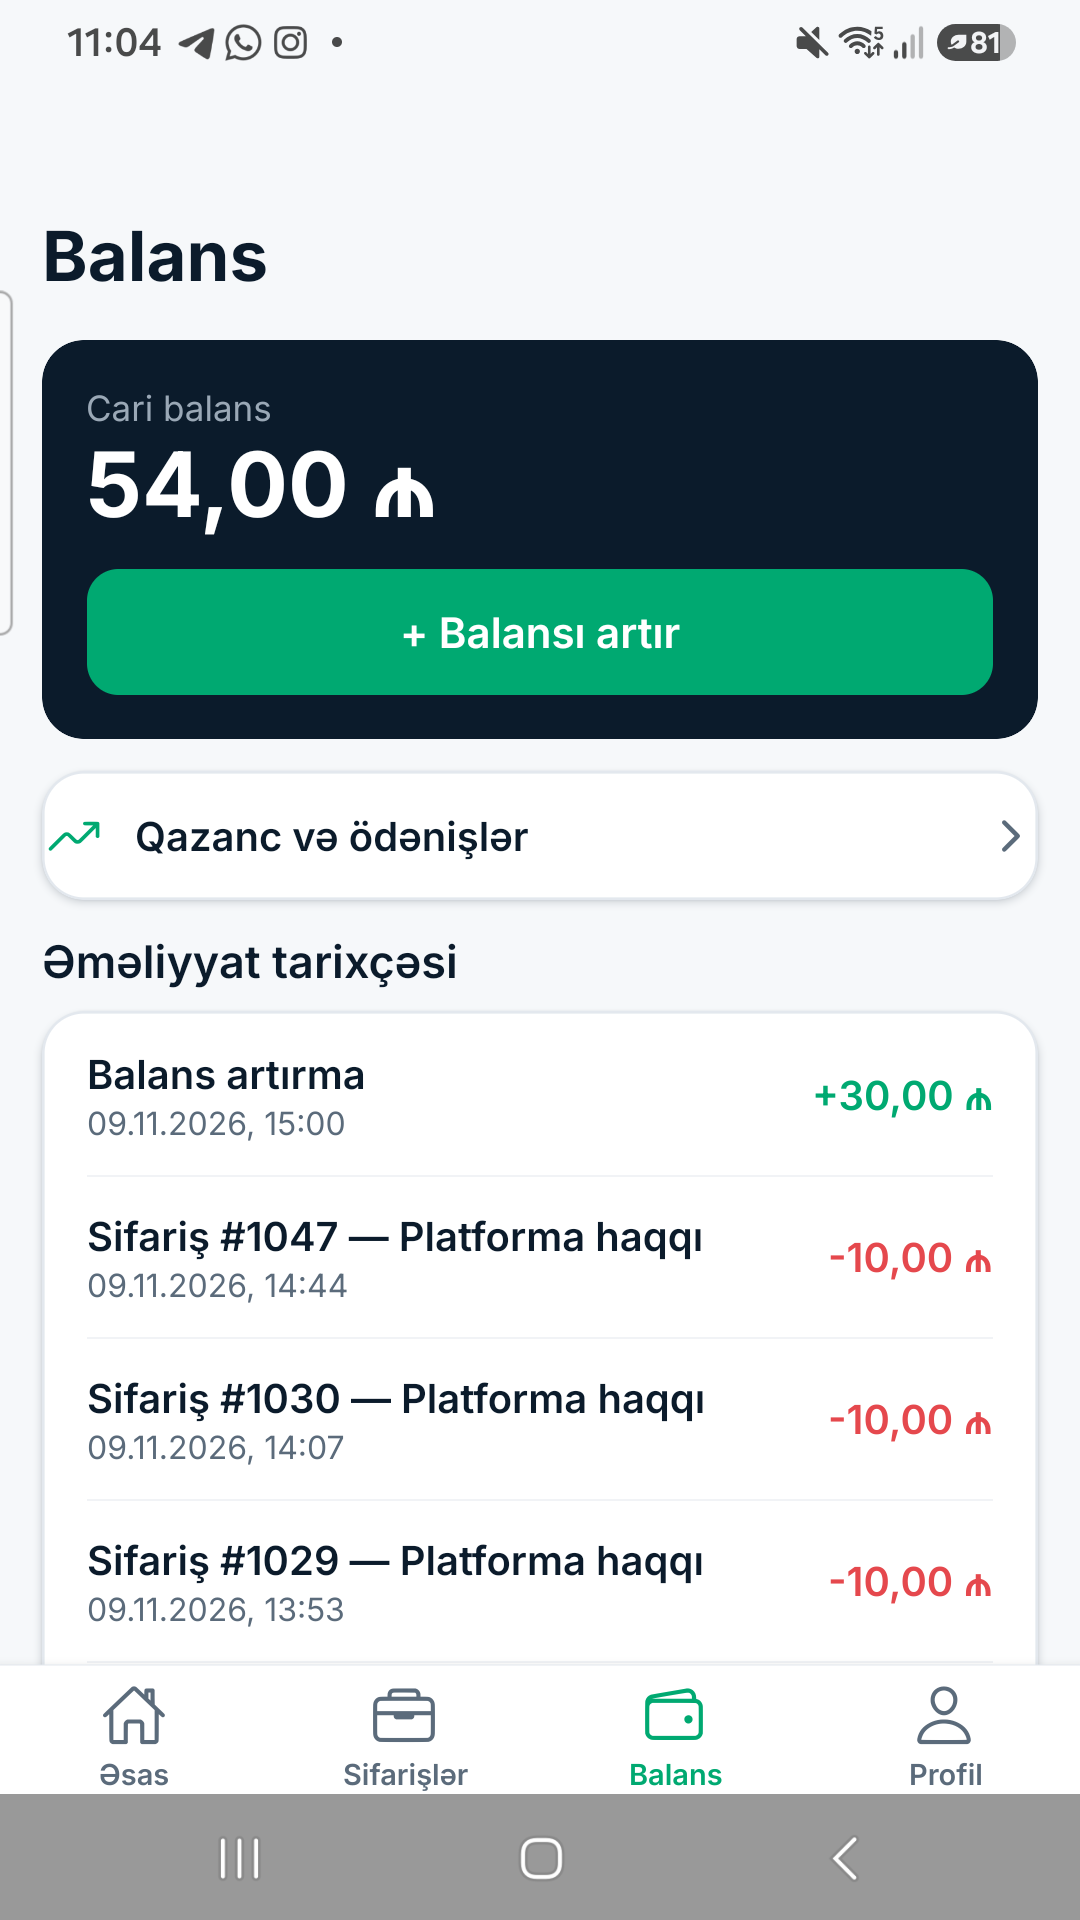 11:04
5
81
Balans
Cari balans
54,00 ₼
+ Balansı artır
Qazanc və ödənişlər
Əməliyyat tarixçəsi
Balans artırma
+30,00 ₼
09.11.2026, 15:00
Sifariş #1047 — Platforma haqqı
-10,00 ₼
09.11.2026, 14:44
Sifariş #1030 — Platforma haqqı
-10,00 ₼
09.11.2026, 14:07
Sifariş #1029 — Platforma haqqı
-10,00 ₼
09.11.2026, 13:53
Əsas
Sifarişlər
Balans
Profil